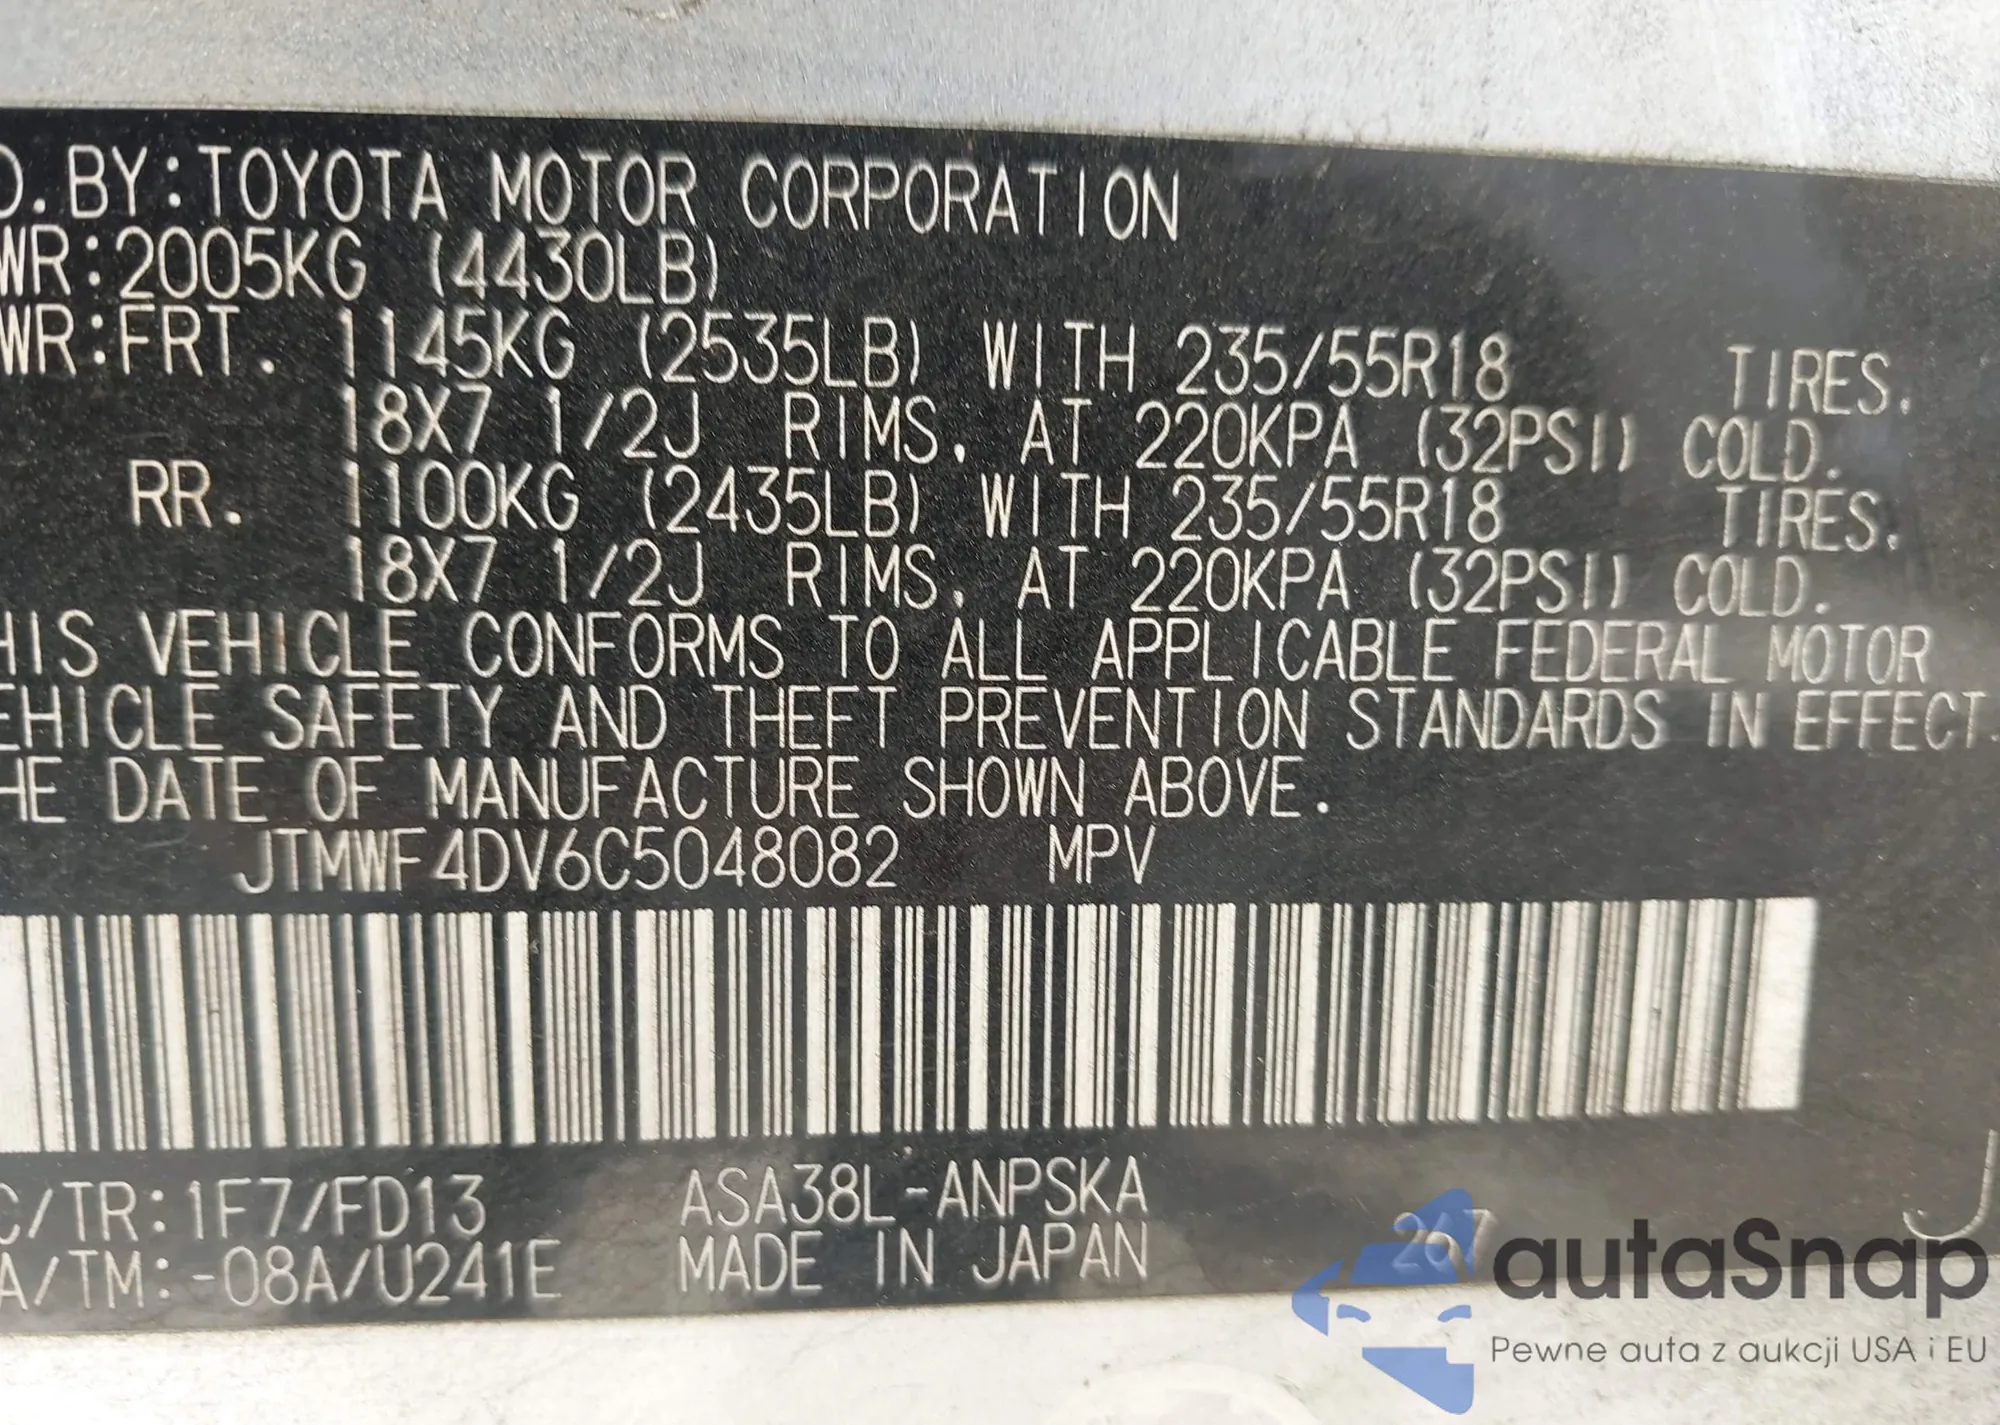 D. BY: TOYOTA MOTOR CORPORATION
WR: 2005KG (4430LB)
WR: FRT. 1145KG (2535LB) WITH 235/55R18 TIRES.
18X7 1/2J RIMS, AT 220KPA (32PSI) COLD.
RR. 1100KG (2435LB) WITH 235/55R18 TIRES.
18X7 1/2J RIMS, AT 220KPA (32PSI) COLD.
HIS VEHICLE CONFORMS TO ALL APPLICABLE FEDERAL MOTOR
EHICLE SAFETY AND THEFT PREVENTION STANDARDS IN EFFECT
HE DATE OF MANUFACTURE SHOWN ABOVE.
JTMWF4DV6C5048082 MPV
C/TR: 1F7/FD13 ASA38L-ANPSKA
A/TM: -08A/U241E MADE IN JAPAN 267 J
autaSnap
Pewne auta z aukcji USA i EU